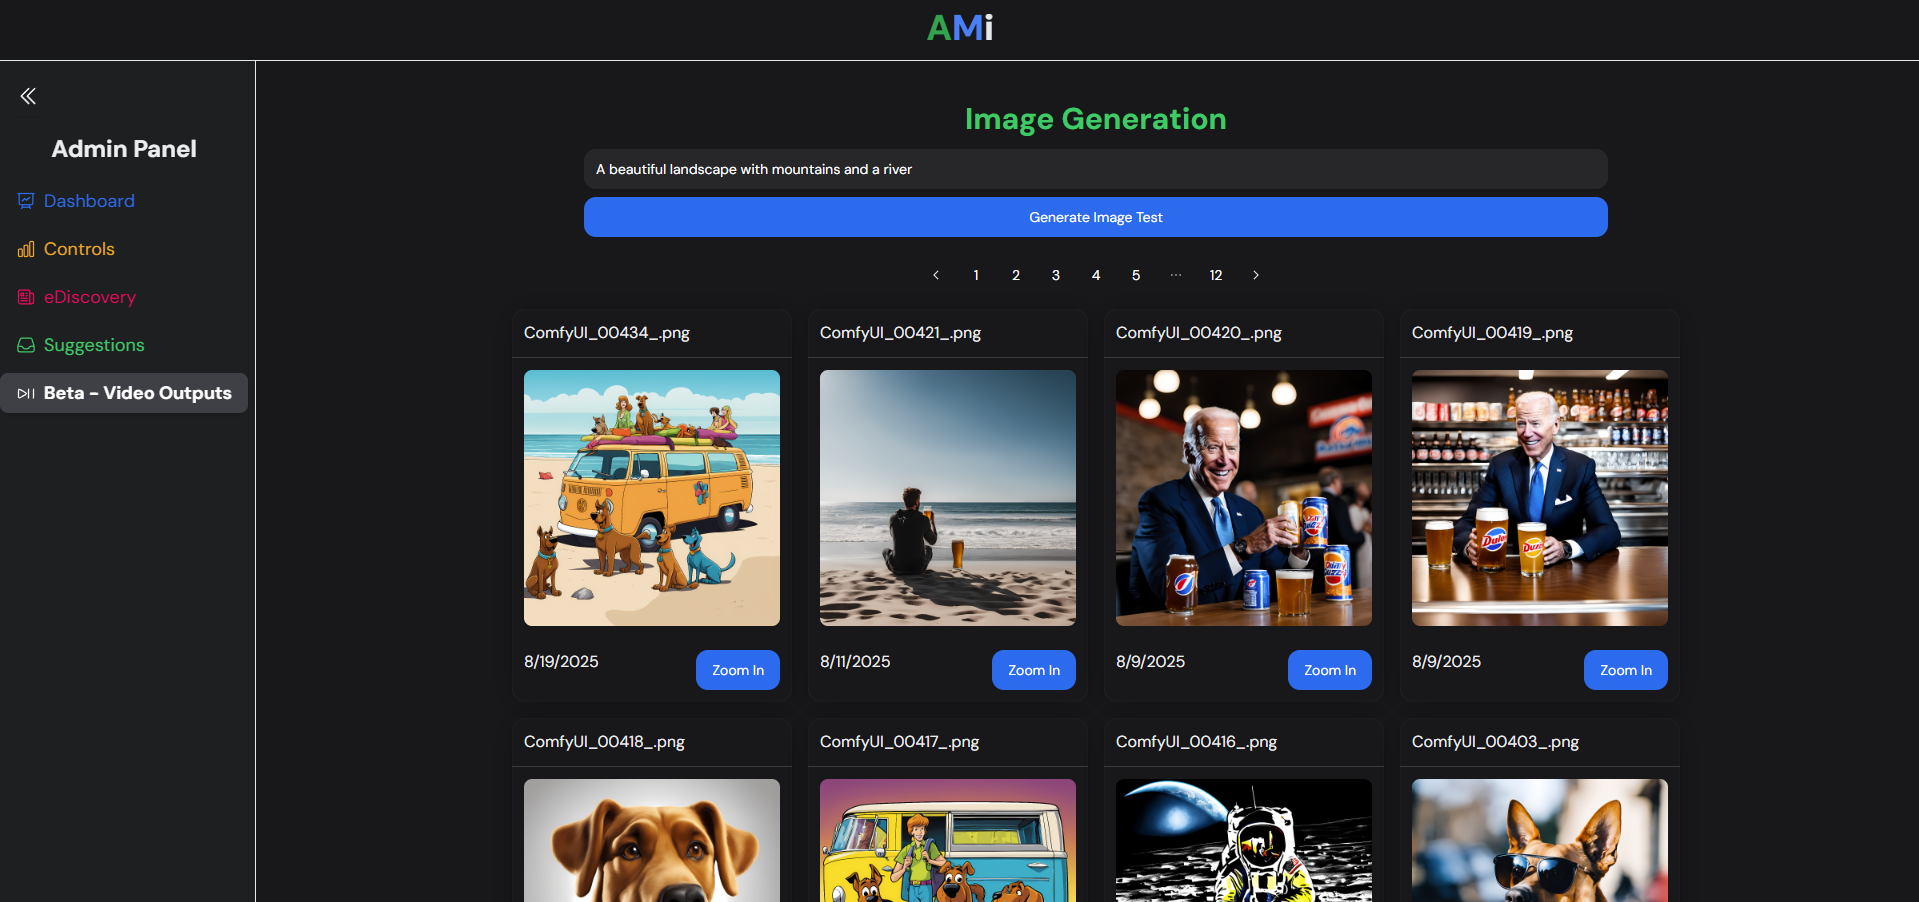 AMi
Admin Panel
Dashboard
Controls
eDiscovery
Suggestions
Beta - Video Outputs
Image Generation
A beautiful landscape with mountains and a river
Generate Image Test
1 2 3 4 5 ··· 12
ComfyUI_00434_.png
8/19/2025
Zoom In
ComfyUI_00421_.png
8/11/2025
Zoom In
ComfyUI_00420_.png
8/9/2025
Zoom In
ComfyUI_00419_.png
8/9/2025
Zoom In
ComfyUI_00418_.png
ComfyUI_00417_.png
ComfyUI_00416_.png
ComfyUI_00403_.png